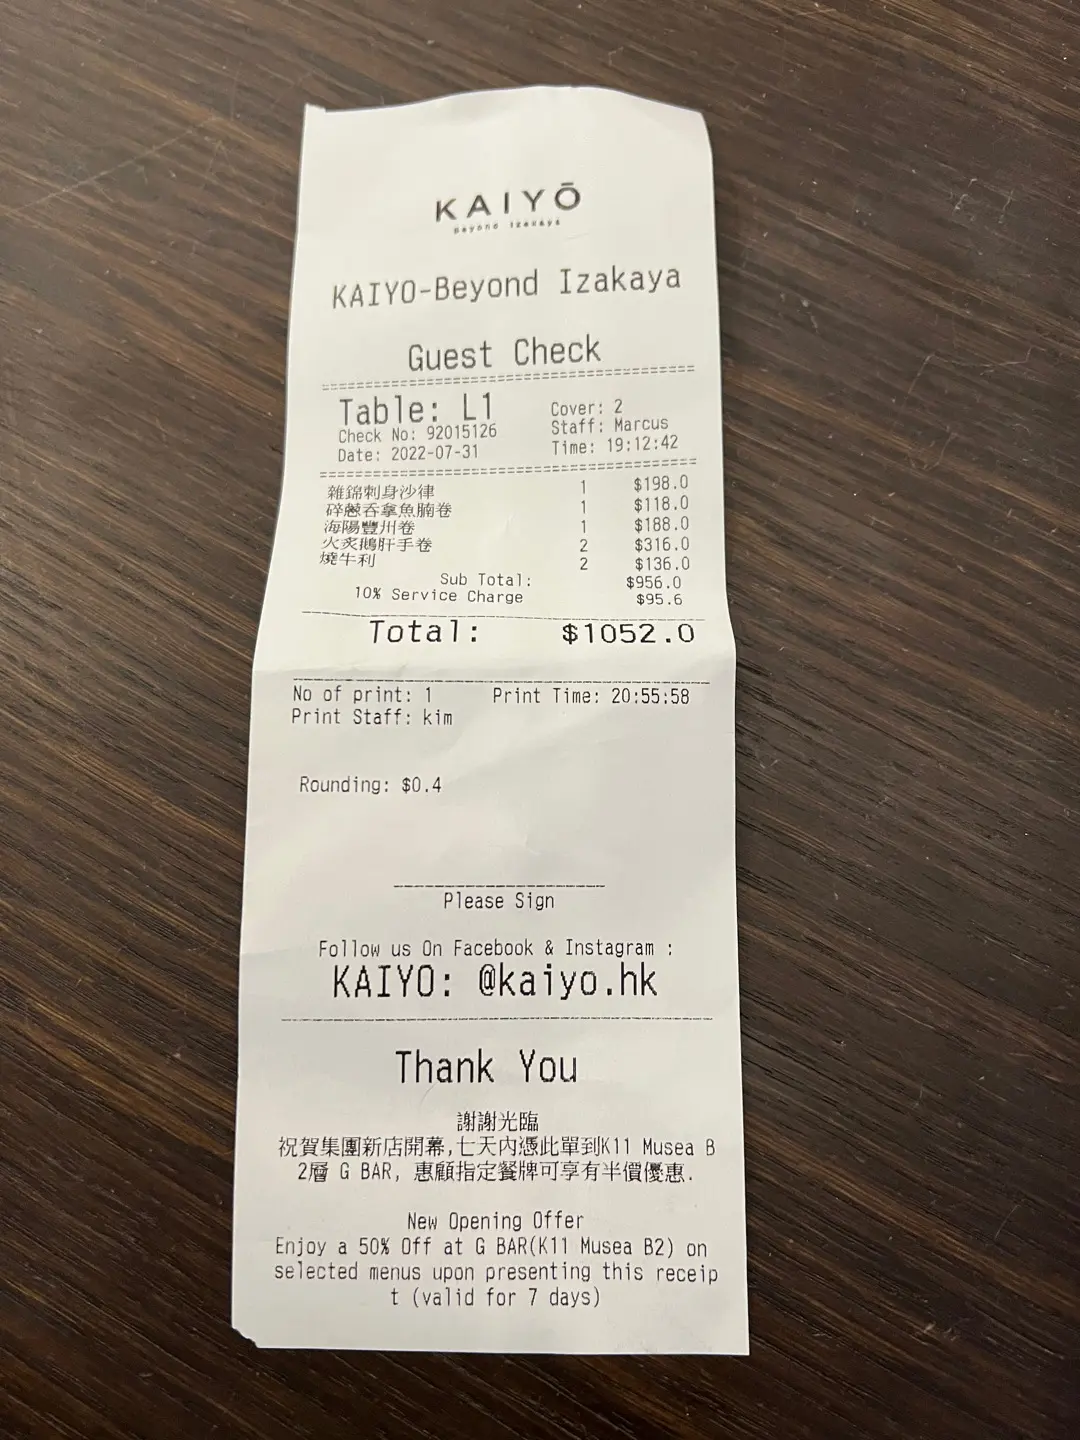 KAIYŌ
beyond izakaya
KAIYO-Beyond Izakaya
Guest Check
Table: L1 Cover: 2
Check No: 92015126 Staff: Marcus
Date: 2022-07-31 Time: 19:12:42
雜錦刺身沙律 1 $198.0
碎蔥吞拿魚腩卷 1 $118.0
海陽豐州卷 1 $188.0
火炙鵝肝手卷 2 $316.0
燒牛利 2 $136.0
Sub Total: $956.0
10% Service Charge $95.6
Total: $1052.0
No of print: 1 Print Time: 20:55:58
Print Staff: kim
Rounding: $0.4
Please Sign
Follow us On Facebook & Instagram :
KAIYO: @kaiyo.hk
Thank You
謝謝光臨
祝賀集團新店開幕,七天內憑此單到K11 Musea B
2層 G BAR, 惠顧指定餐牌可享有半價優惠.
New Opening Offer
Enjoy a 50% Off at G BAR(K11 Musea B2) on
selected menus upon presenting this receip
t (valid for 7 days)